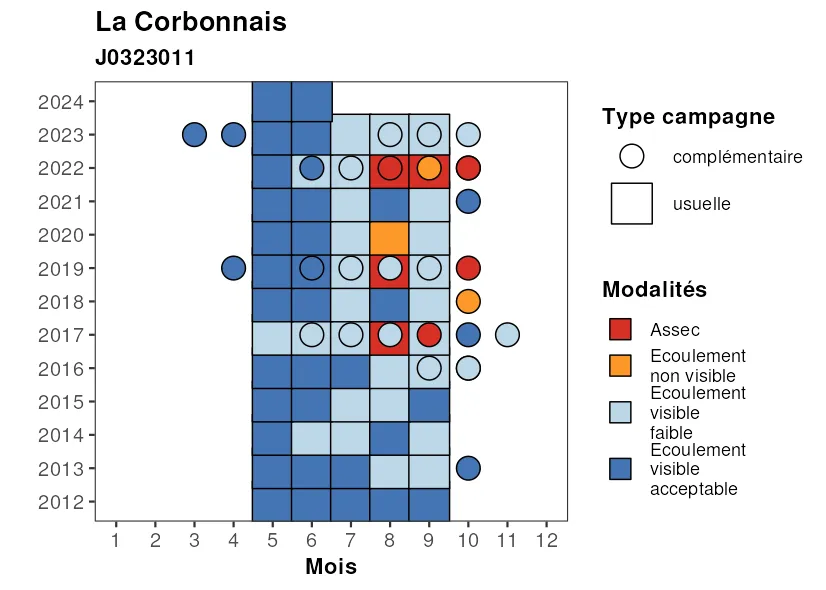 La Corbonnais
J0323011
2024
2023
2022
2021
2020
2019
2018
2017
2016
2015
2014
2013
2012
1 2 3 4 5 6 7 8 9 10 11 12
Mois
Type campagne
complémentaire
usuelle
Modalités
Assec
Ecoulement
non visible
Ecoulement
visible
faible
Ecoulement
visible
acceptable